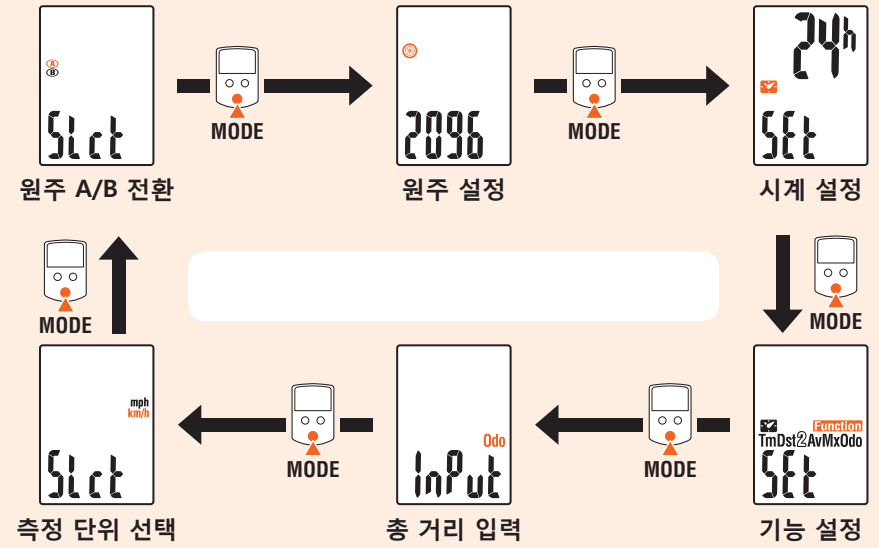 A
B
Slct
MODE
2096
MODE
24h
SEt
원주 A/B 전환
원주 설정
시계 설정
MODE
MODE
mph
km/h
Slct
MODE
Odo
InPut
MODE
Function
TmDst2AvMxOdo
SEt
측정 단위 선택
총 거리 입력
기능 설정